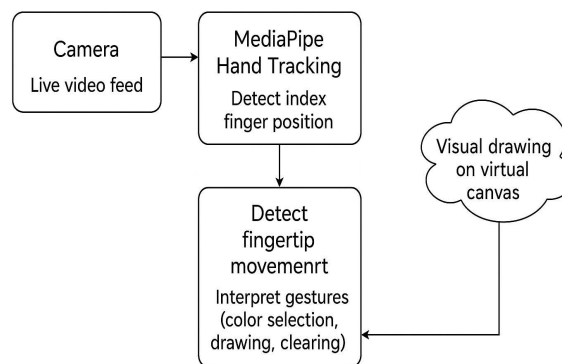 Camera
Live video feed
MediaPipe
Hand Tracking
Detect index
finger position
Visual drawing
on virtual
canvas
Detect
fingertip
movemenrt
Interpret gestures
(color selection,
drawing, clearing)